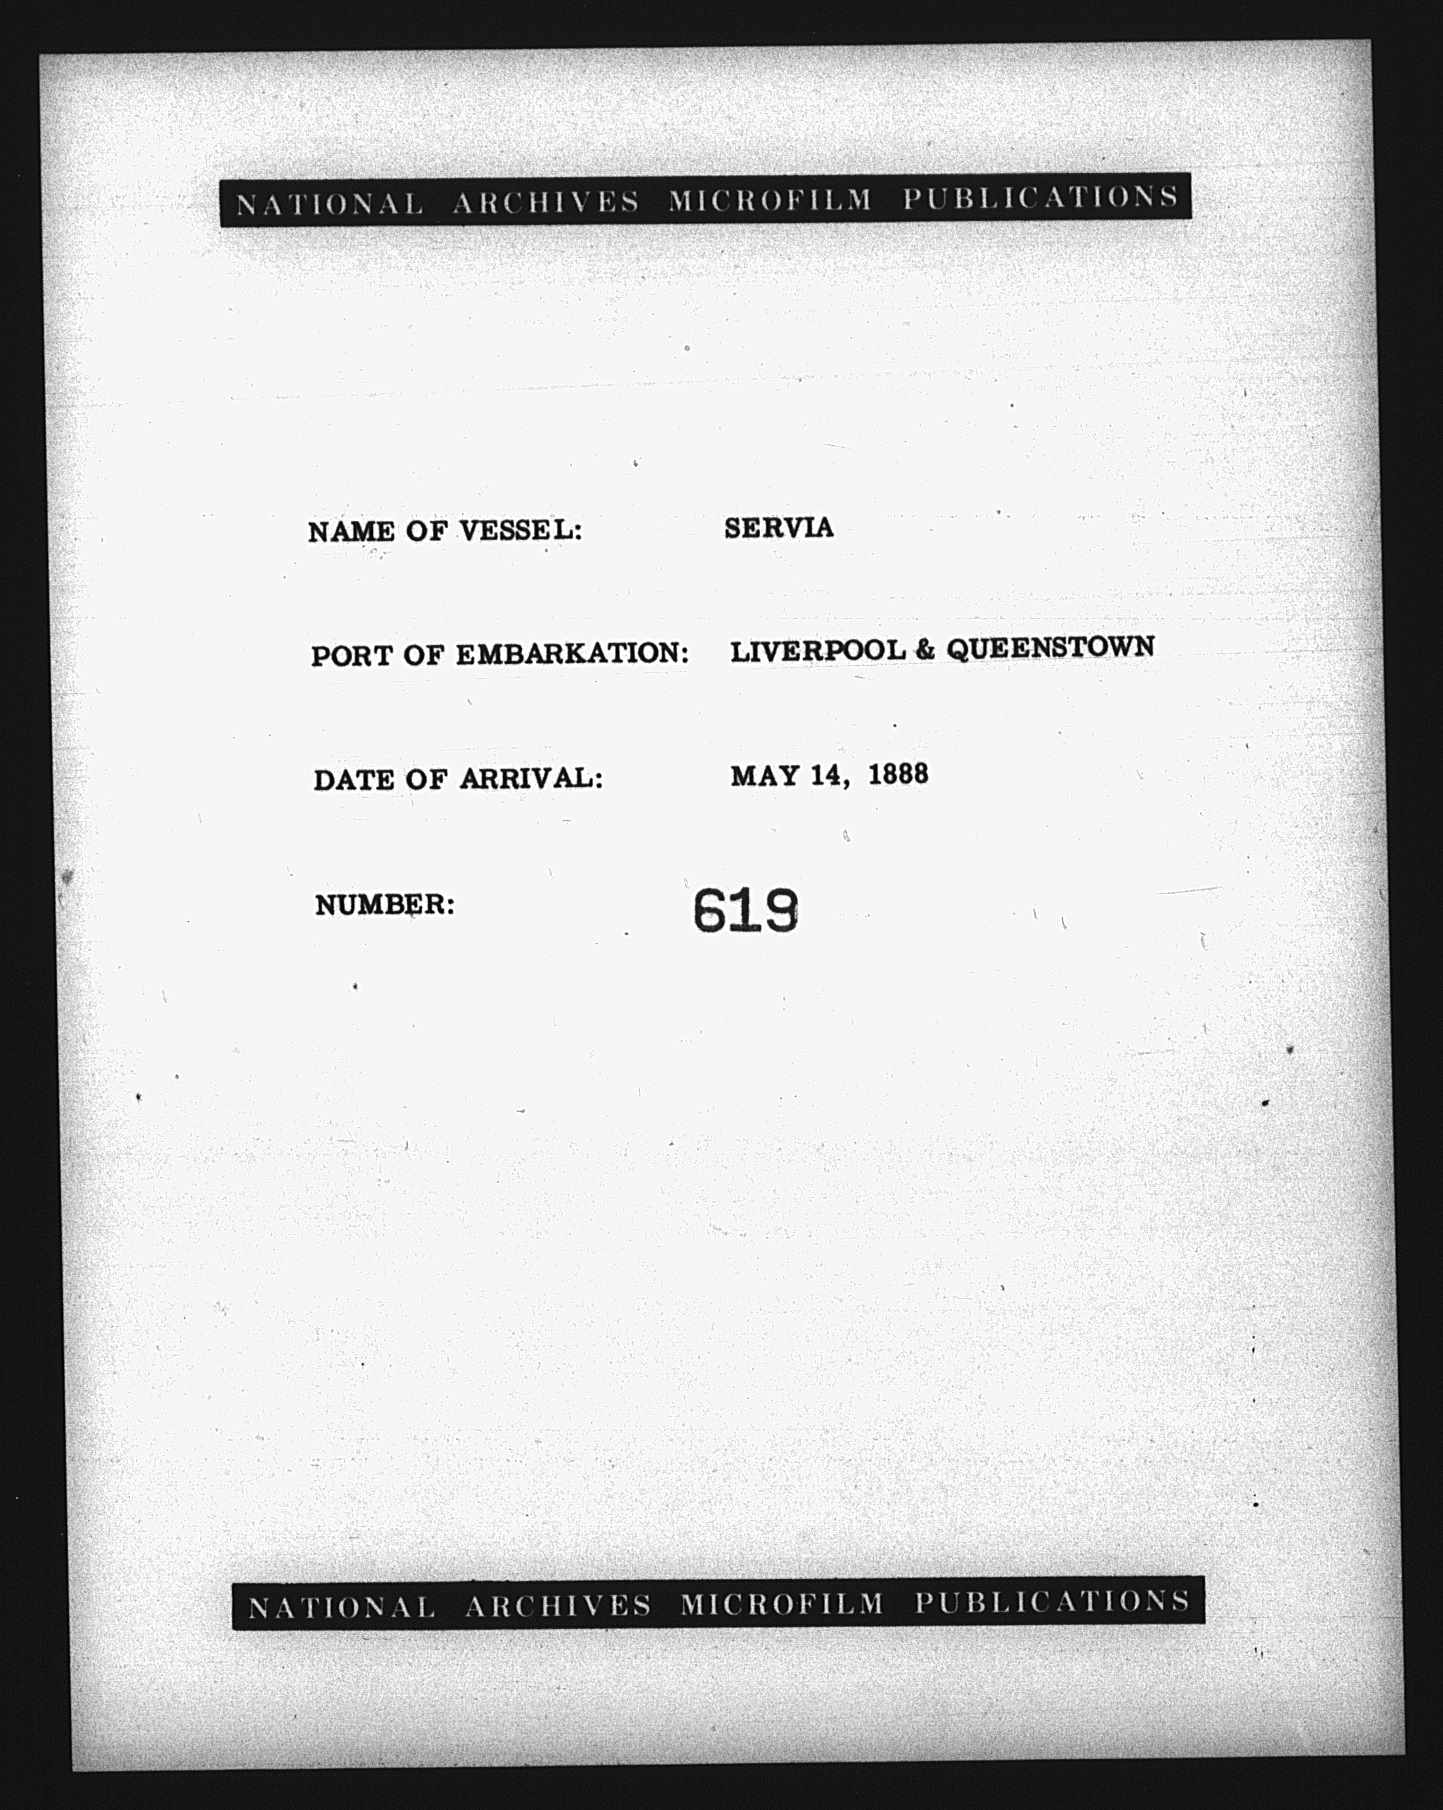 NATIONAL ARCHIVES MICROFILM PUBLICATIONS
NAME OF VESSEL: SERVIA
PORT OF EMBARKATION: LIVERPOOL & QUEENSTOWN
DATE OF ARRIVAL: MAY 14, 1888
NUMBER: 619
NATIONAL ARCHIVES MICROFILM PUBLICATIONS